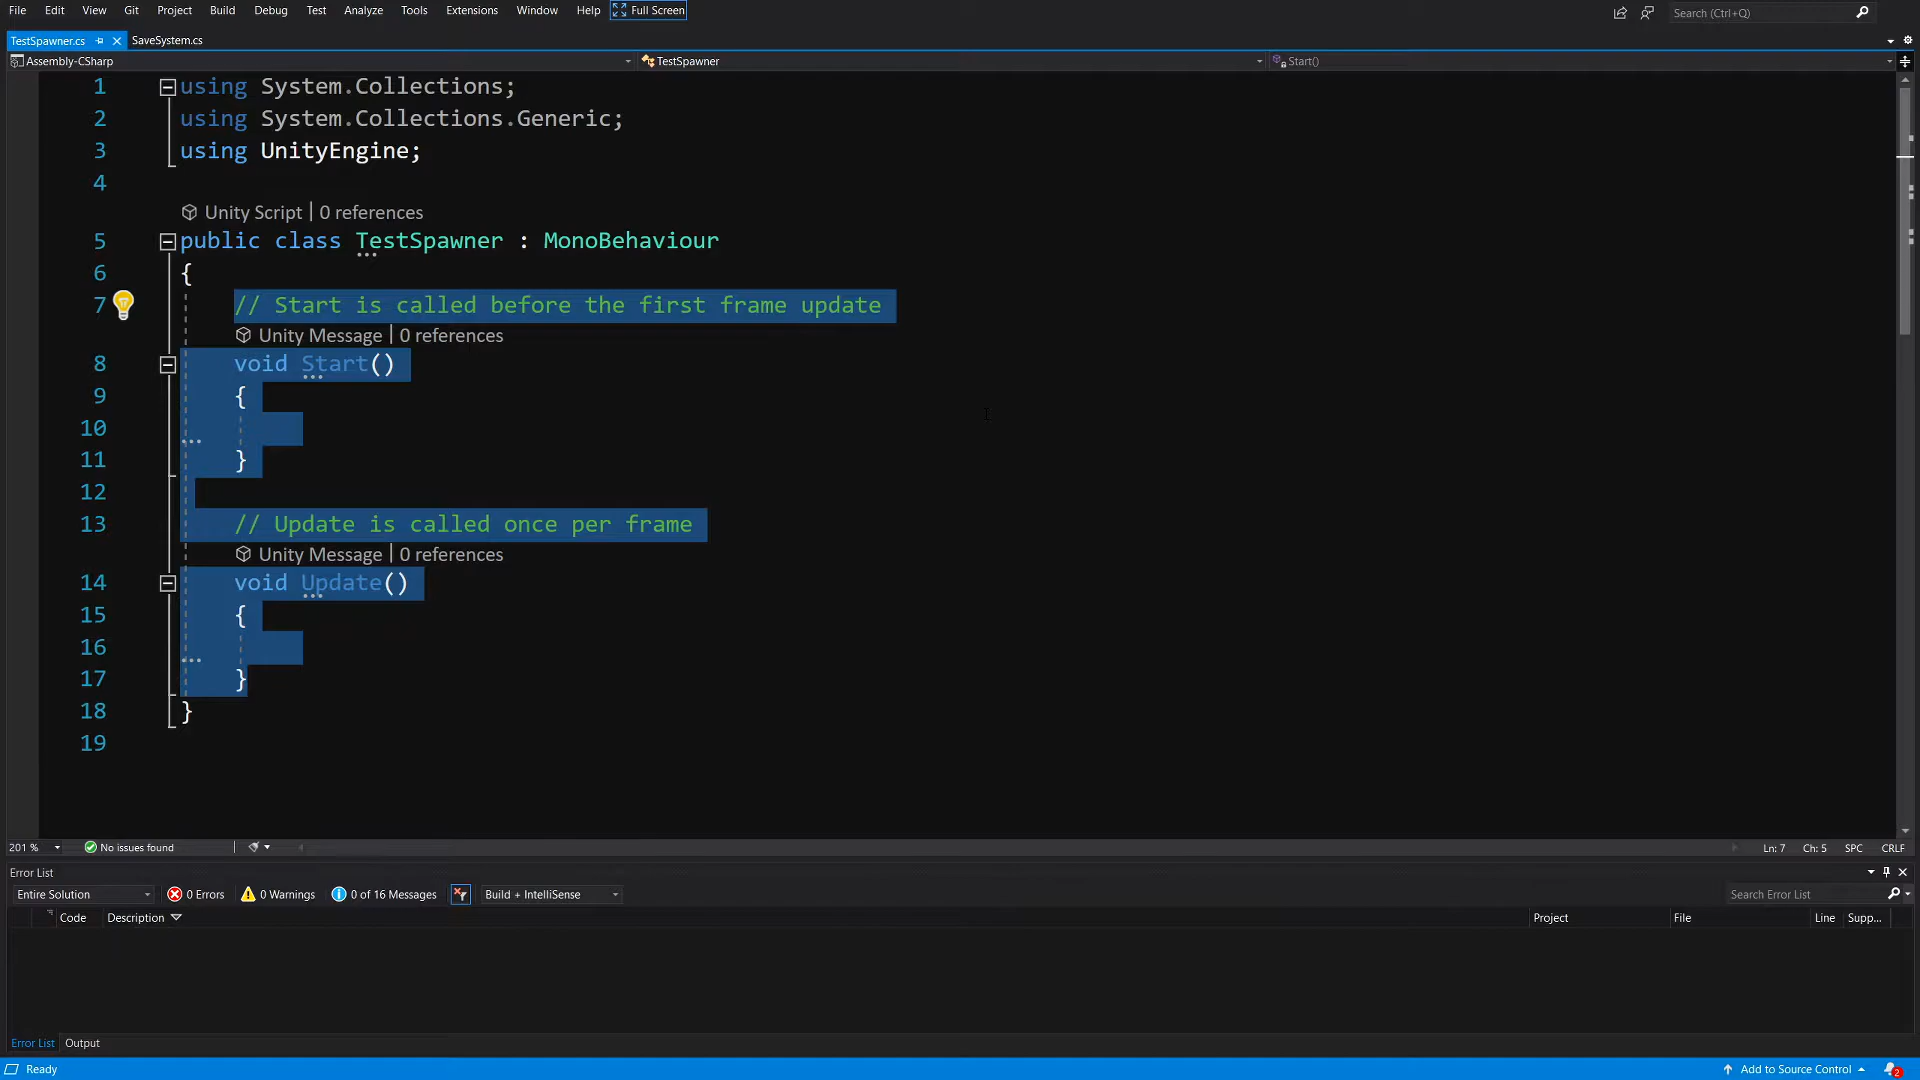 File Edit View Git Project Build Debug Test Analyze Tools Extensions Window Help Full Screen Search (Ctrl+Q)
TestSpawner.cs SaveSystem.cs
Assembly-CSharp TestSpawner Start()
1 using System.Collections;
2 using System.Collections.Generic;
3 using UnityEngine;
4
Unity Script | 0 references
5 public class TestSpawner : MonoBehaviour
6 {
7 // Start is called before the first frame update
Unity Message | 0 references
8 void Start()
9 {
10
11 }
12
13 // Update is called once per frame
Unity Message | 0 references
14 void Update()
15 {
16
17 }
18 }
19
201 % No issues found Ln: 7 Ch: 5 SPC CRLF
Error List
Entire Solution 0 Errors 0 Warnings 0 of 16 Messages Build + IntelliSense Search Error List
Code Description Project File Line Supp...
Error List Output
Ready Add to Source Control 2